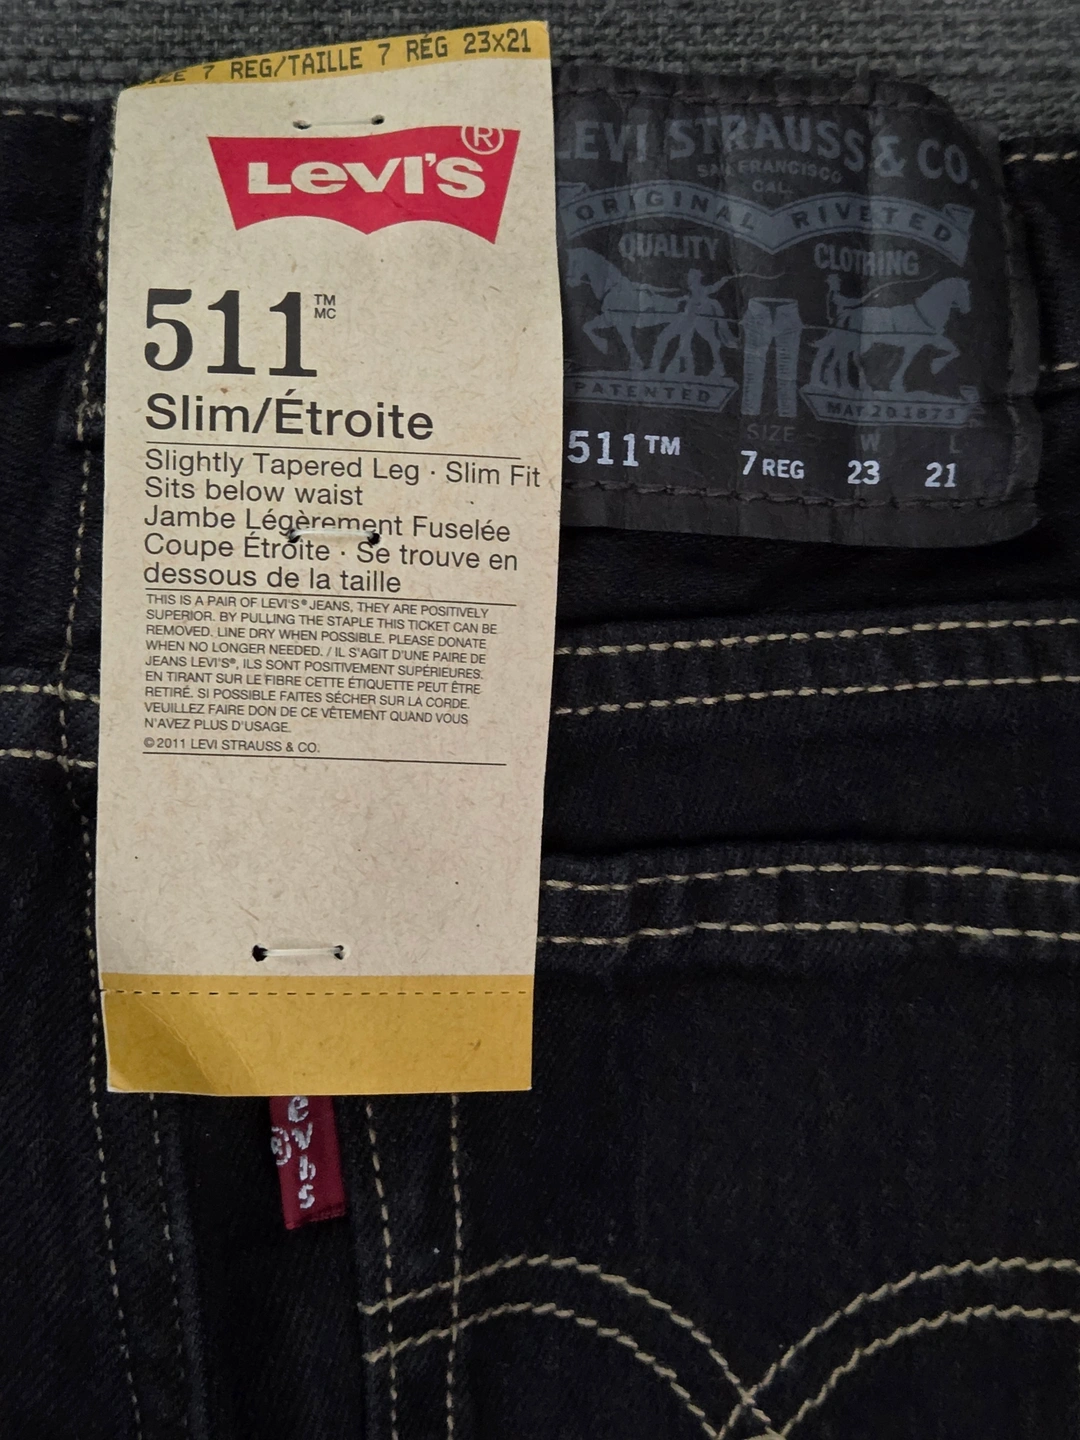 SIZE 7 REG/TAILLE 7 RÉG 23x21
Levi's®
511™
MC
Slim/Étroite
Slightly Tapered Leg · Slim Fit
Sits below waist
Jambe Légèrement Fuselée
Coupe Étroite · Se trouve en
dessous de la taille
THIS IS A PAIR OF LEVI'S® JEANS, THEY ARE POSITIVELY
SUPERIOR. BY PULLING THE STAPLE THIS TICKET CAN BE
REMOVED. LINE DRY WHEN POSSIBLE. PLEASE DONATE
WHEN NO LONGER NEEDED. / IL S'AGIT D'UNE PAIRE DE
JEANS LEVI'S®, ILS SONT POSITIVEMENT SUPÉRIEURES.
EN TIRANT SUR LE FIBRE CETTE ÉTIQUETTE PEUT ÊTRE
RETIRÉ. SI POSSIBLE FAITES SÉCHER SUR LA CORDE.
VEUILLEZ FAIRE DON DE CE VÊTEMENT QUAND VOUS
N'AVEZ PLUS D'USAGE.
©2011 LEVI STRAUSS & CO.
LEVI STRAUSS & CO.
SAN FRANCISCO
CAL.
ORIGINAL RIVETED
QUALITY CLOTHING
PATENTED MAY 20 1873
SIZE W L
511™ 7 REG 23 21
evi's
®